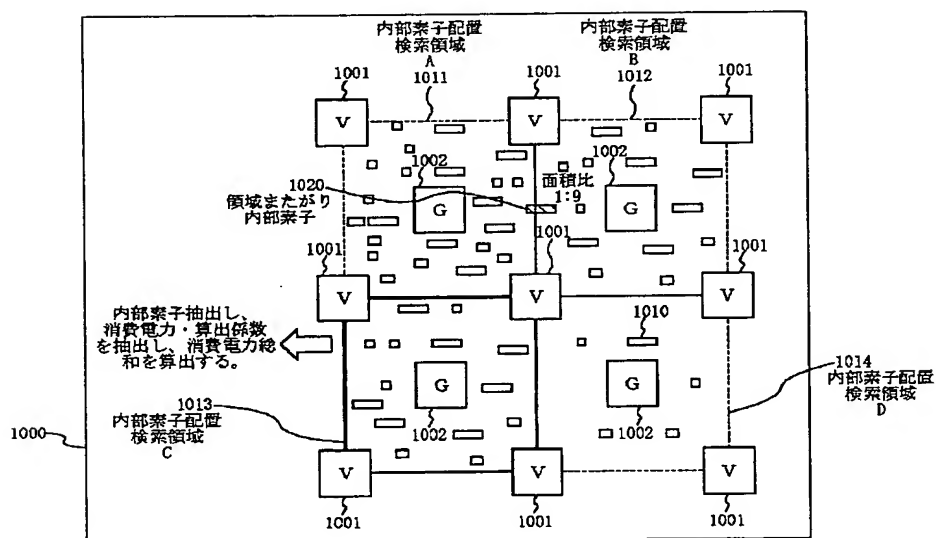 内部素子配置
検索領域
A
1011
内部素子配置
検索領域
B
1012
1001
1001
1001
V
V
V
1002
1002
1020
領域またがり
内部素子
面積比
1:9
G
G
1001
1001
1001
V
V
V
内部素子抽出し、
消費電力・算出係数
を抽出し、消費電力総
和を算出する。
1010
G
G
1014
内部素子配置
検索領域
D
1013
内部素子配置
検索領域
C
1002
1002
1000
V
V
V
1001
1001
1001